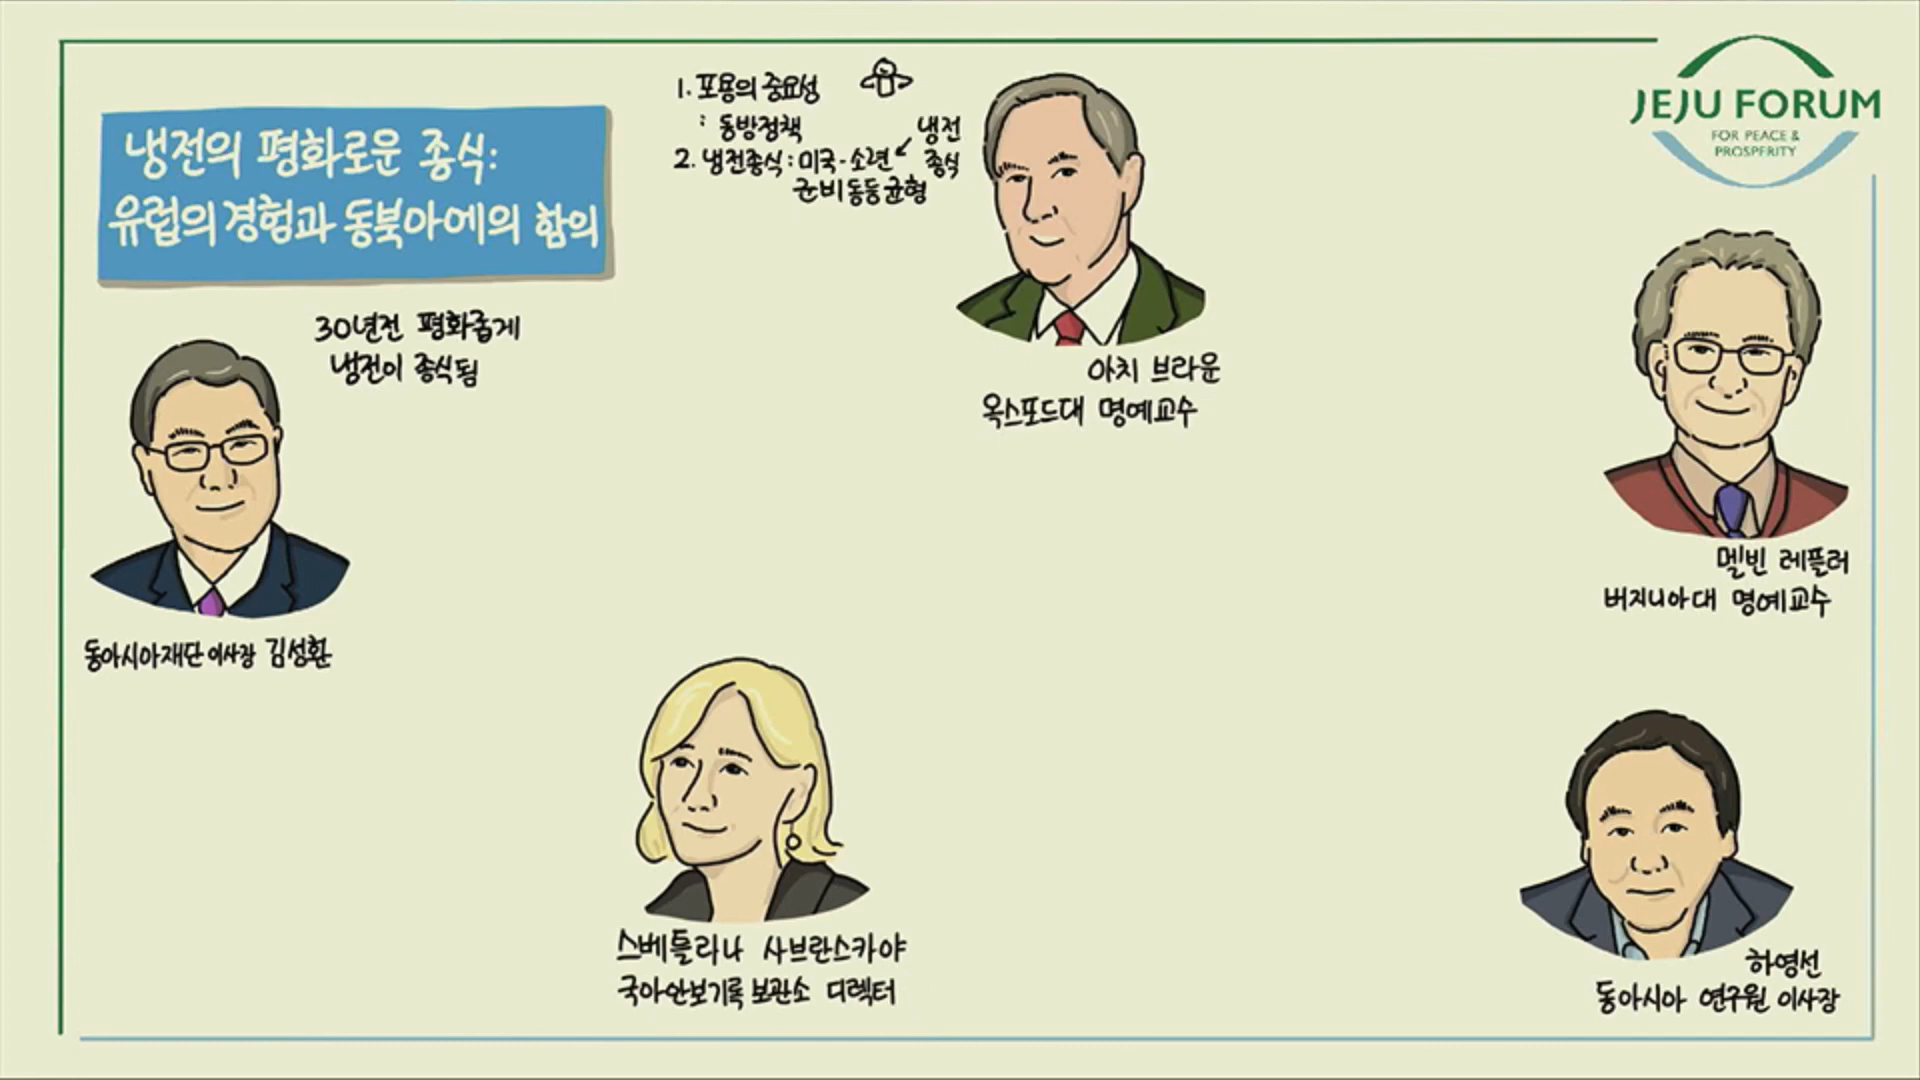 냉전의 평화로운 종식:
유럽의 경험과 동북아에의 함의
1. 포용의 중요성
: 동방정책
2. 냉전종식 : 미국-소련
군비동등균형
냉전
종식
아치 브라운
옥스포드대 명예교수
JEJU FORUM
FOR PEACE &
PROSPERITY
30년전 평화롭게
냉전이 종식됨
동아시아재단 이사장 김성환
멜빈 레플러
버지니아대 명예교수
스베틀라나 사브란스카야
국아안보기록 보관소 디렉터
하영선
동아시아 연구원 이사장